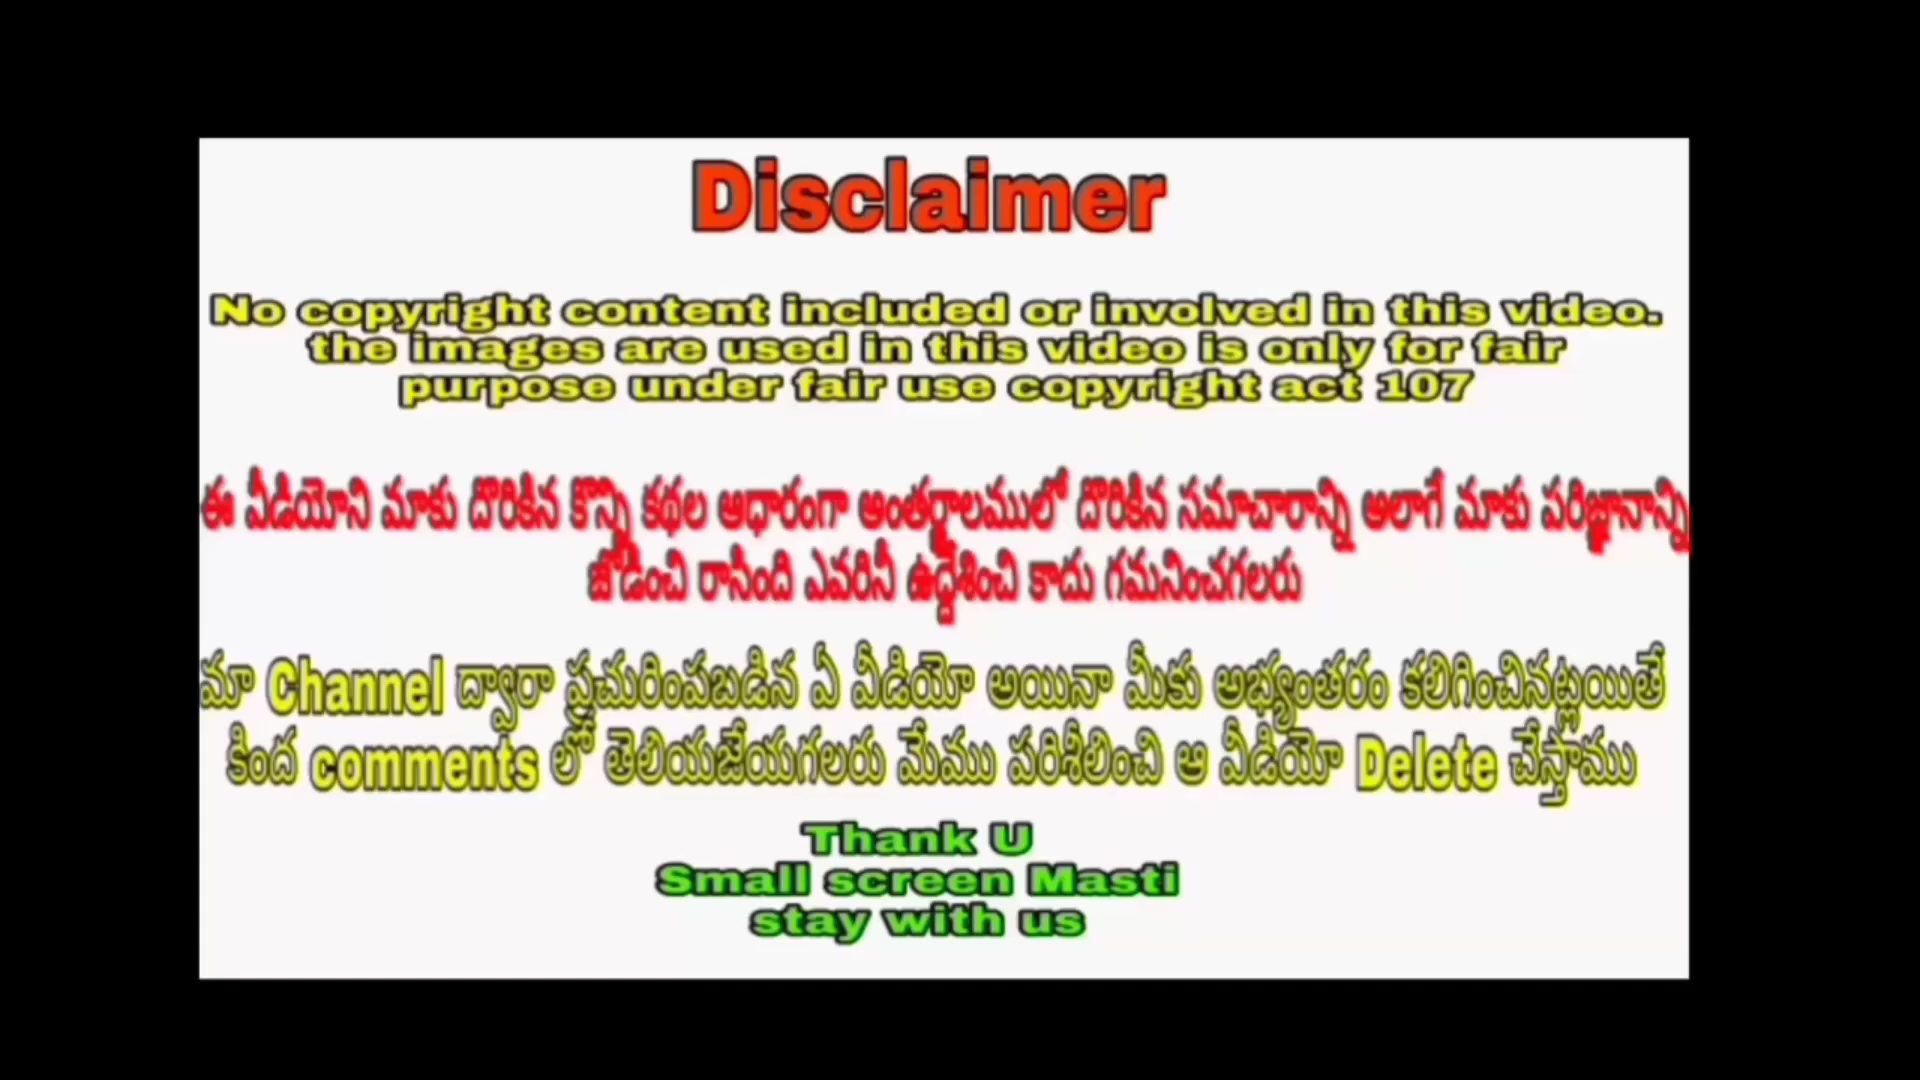 Disclaimer
No copyright content included or involved in this video.
the images are used in this video is only for fair
purpose under fair use copyright act 107
ఈ వీడియోని మాకు దొరికిన కొన్ని కథల ఆధారంగా అంతర్జాలములో దొరికిన సమాచారాన్ని అలాగే మాకు పరిజ్ఞానాన్ని
జోడించి రాసింది ఎవరినీ ఉద్దేశించి కాదు గమనించగలరు
మా Channel ద్వారా ప్రచురింపబడిన ఏ వీడియో అయినా మీకు అభ్యంతరం కలిగించినట్లయితే
కింద comments లో తెలియజేయగలరు మేము పరిశీలించి ఆ వీడియో Delete చేస్తాము
Thank U
Small screen Masti
stay with us